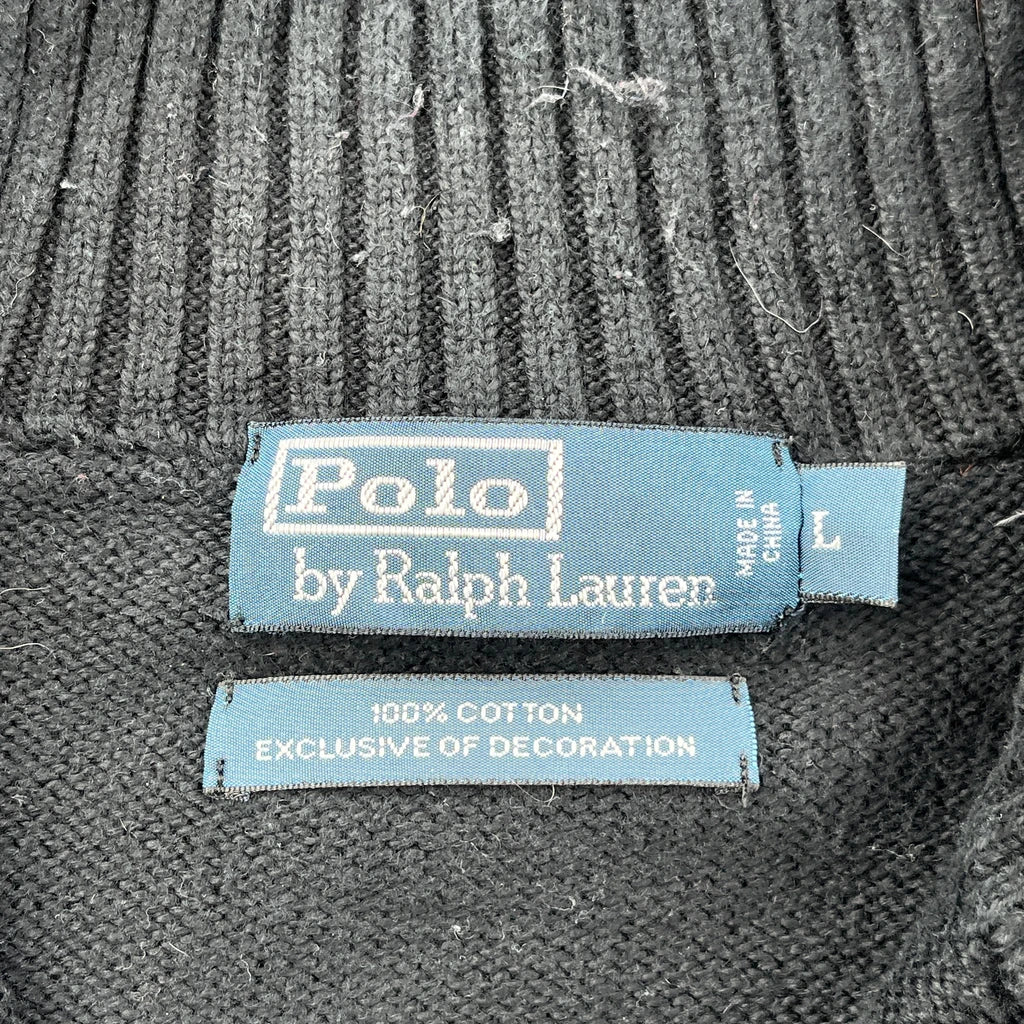 Polo
by Ralph Lauren
MADE IN
CHINA
L
100% COTTON
EXCLUSIVE OF DECORATION